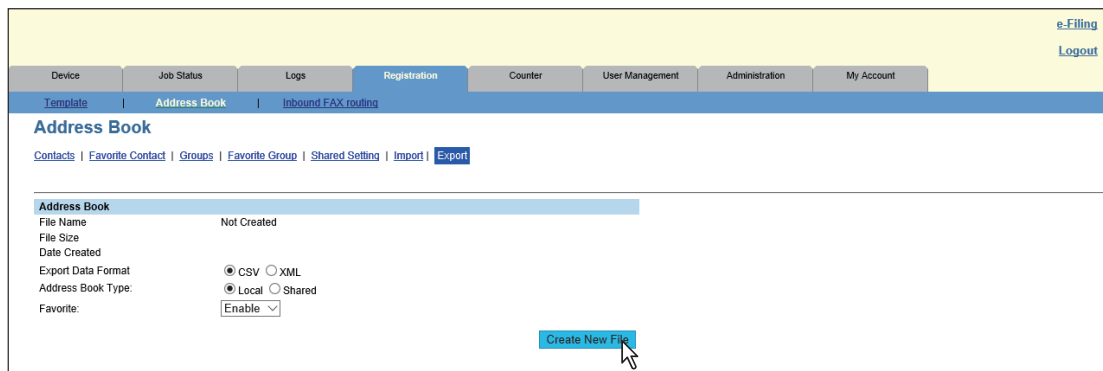 e-Filing
Logout
Device Job Status Logs Registration Counter User Management Administration My Account
Template | Address Book | Inbound FAX routing
Address Book
Contacts | Favorite Contact | Groups | Favorite Group | Shared Setting | Import | Export
Address Book
File Name Not Created
File Size
Date Created
Export Data Format CSV XML
Address Book Type: Local Shared
Favorite: Enable
Create New File